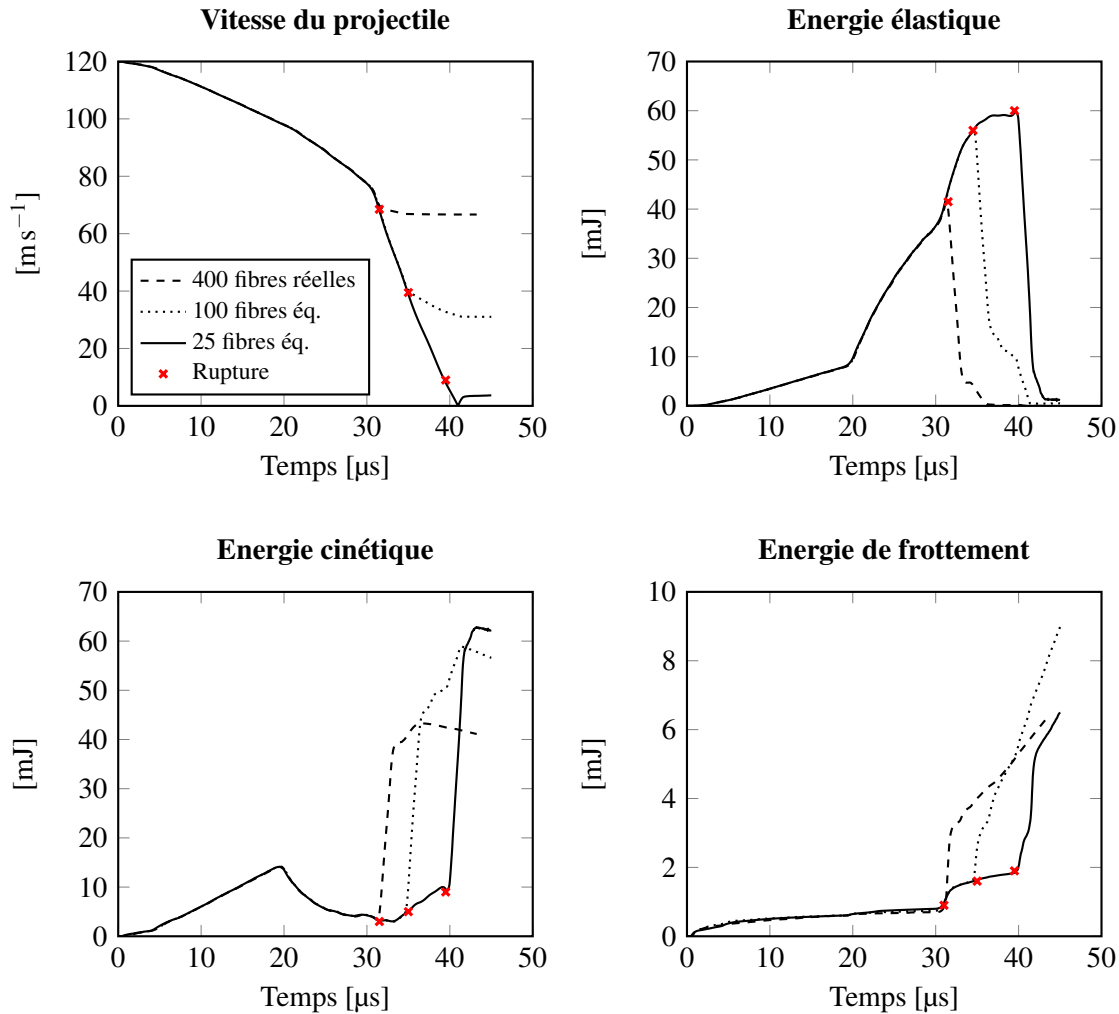 Vitesse du projectile
120
100
80
60
40
20
0
[m s⁻¹]
400 fibres réelles
100 fibres éq.
25 fibres éq.
Rupture
0 10 20 30 40 50
Temps [µs]
Energie élastique
70
60
50
40
30
20
10
0
[mJ]
0 10 20 30 40 50
Temps [µs]
Energie cinétique
70
60
50
40
30
20
10
0
[mJ]
0 10 20 30 40 50
Temps [µs]
Energie de frottement
10
8
6
4
2
0
[mJ]
0 10 20 30 40 50
Temps [µs]